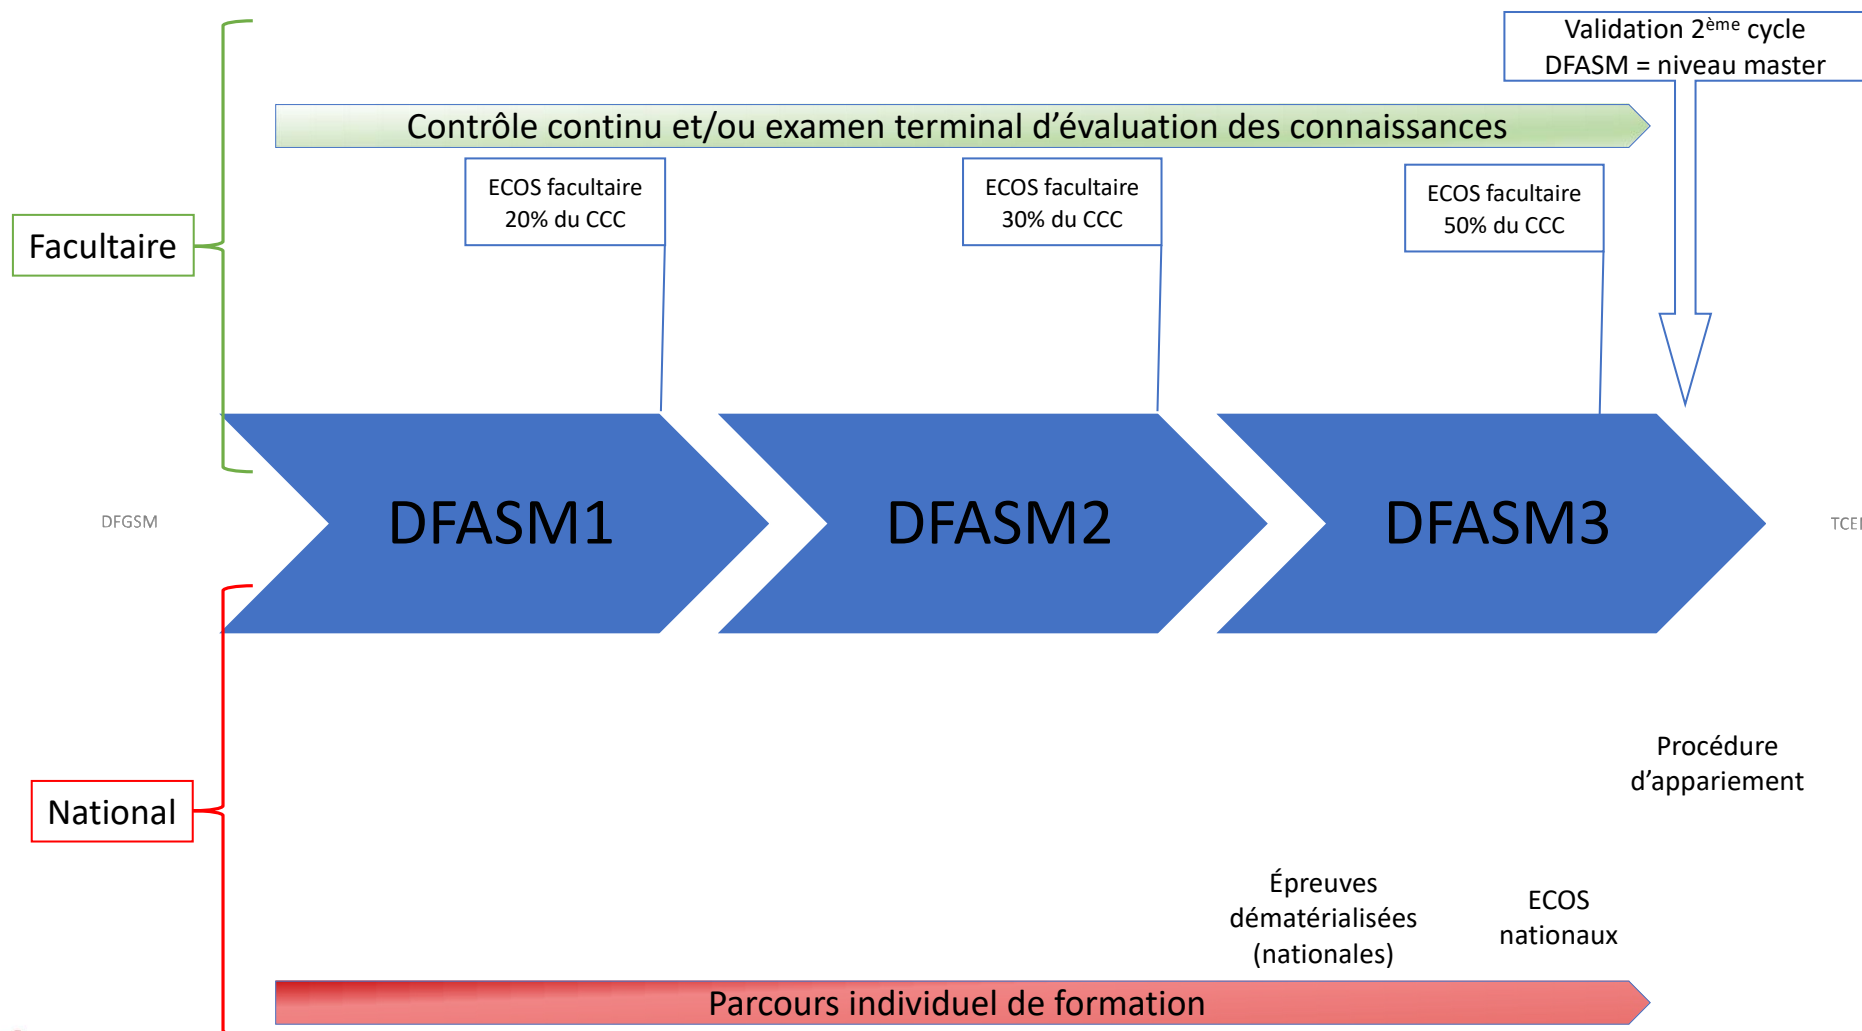 Validation 2ème cycle
DFASM = niveau master
Contrôle continu et/ou examen terminal d'évaluation des connaissances
ECOS facultaire
20% du CCC
ECOS facultaire
30% du CCC
ECOS facultaire
50% du CCC
Facultaire
DFGSM
DFASM1
DFASM2
DFASM3
Procédure
d'appariement
National
Épreuves
dématérialisées
(nationales)
ECOS
nationaux
Parcours individuel de formation